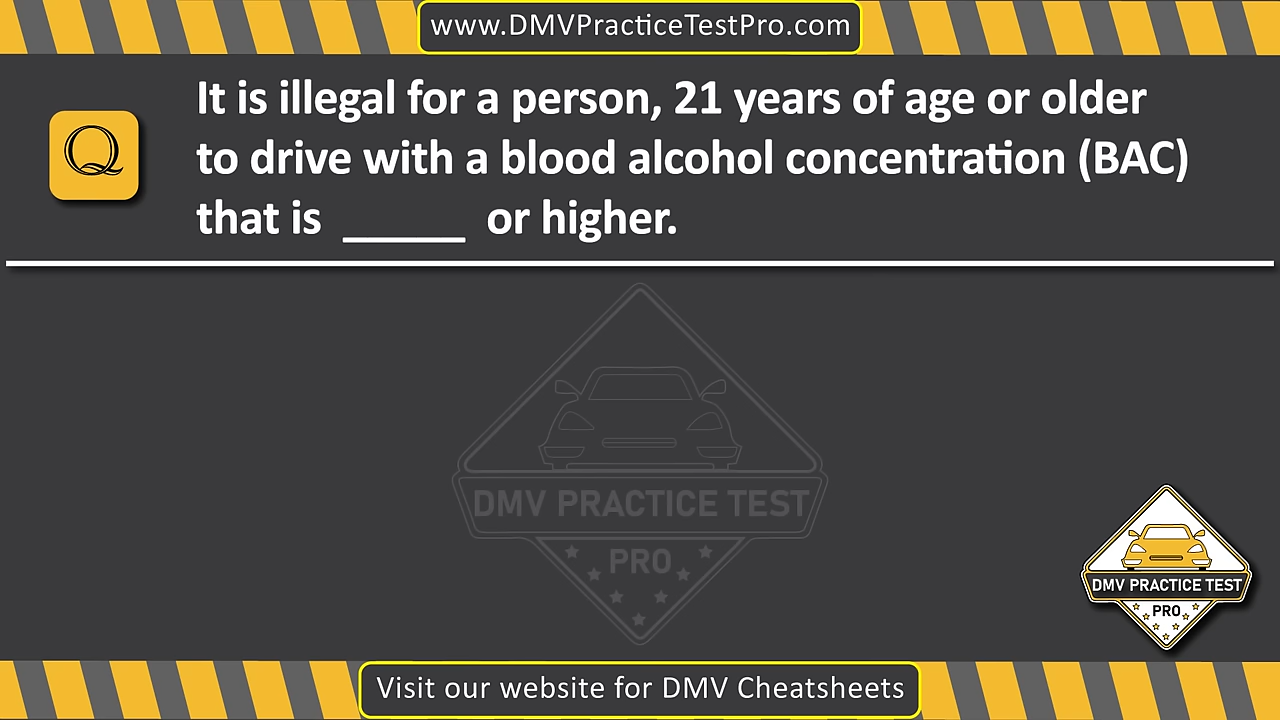 www.DMVPracticeTestPro.com
Q
It is illegal for a person, 21 years of age or older
to drive with a blood alcohol concentration (BAC)
that is ______ or higher.
DMV PRACTICE TEST
PRO
DMV PRACTICE TEST
PRO
Visit our website for DMV Cheatsheets